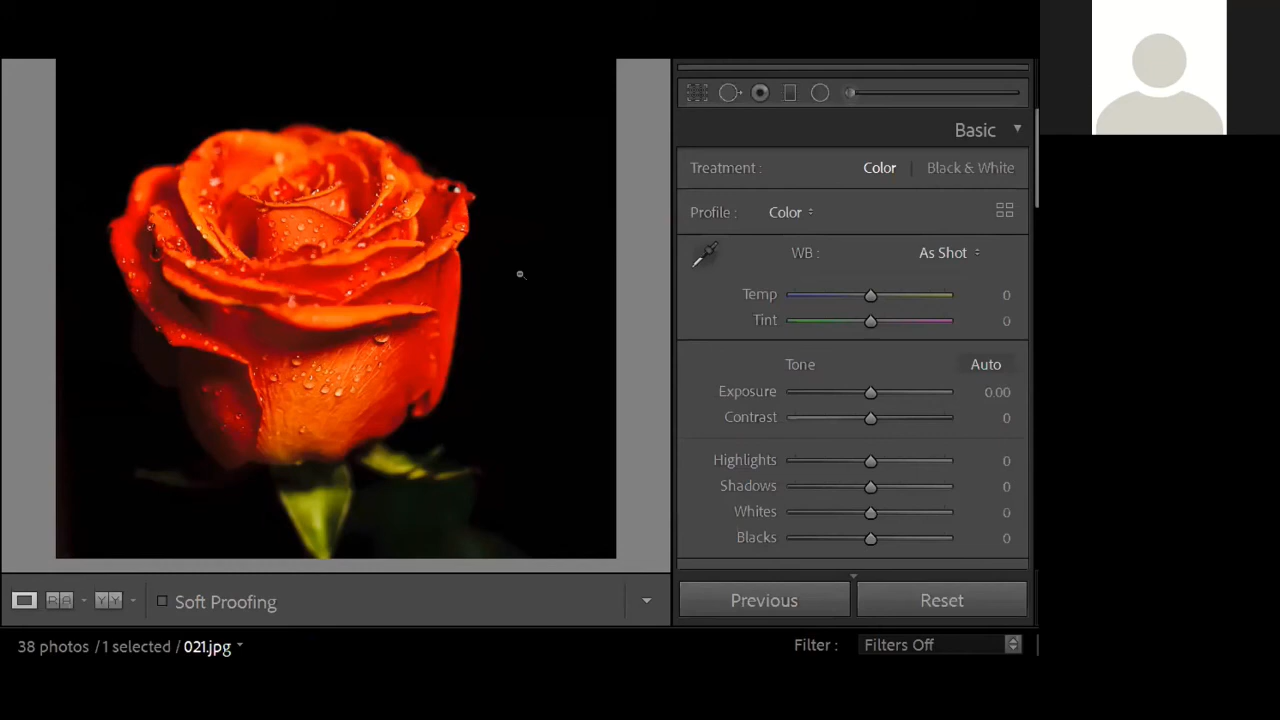 Basic
Treatment : Color Black & White
Profile : Color
WB : As Shot
Temp 0
Tint 0
Tone Auto
Exposure 0.00
Contrast 0
Highlights 0
Shadows 0
Whites 0
Blacks 0
Previous Reset
R A Y Y Soft Proofing
38 photos / 1 selected / 021.jpg Filter : Filters Off